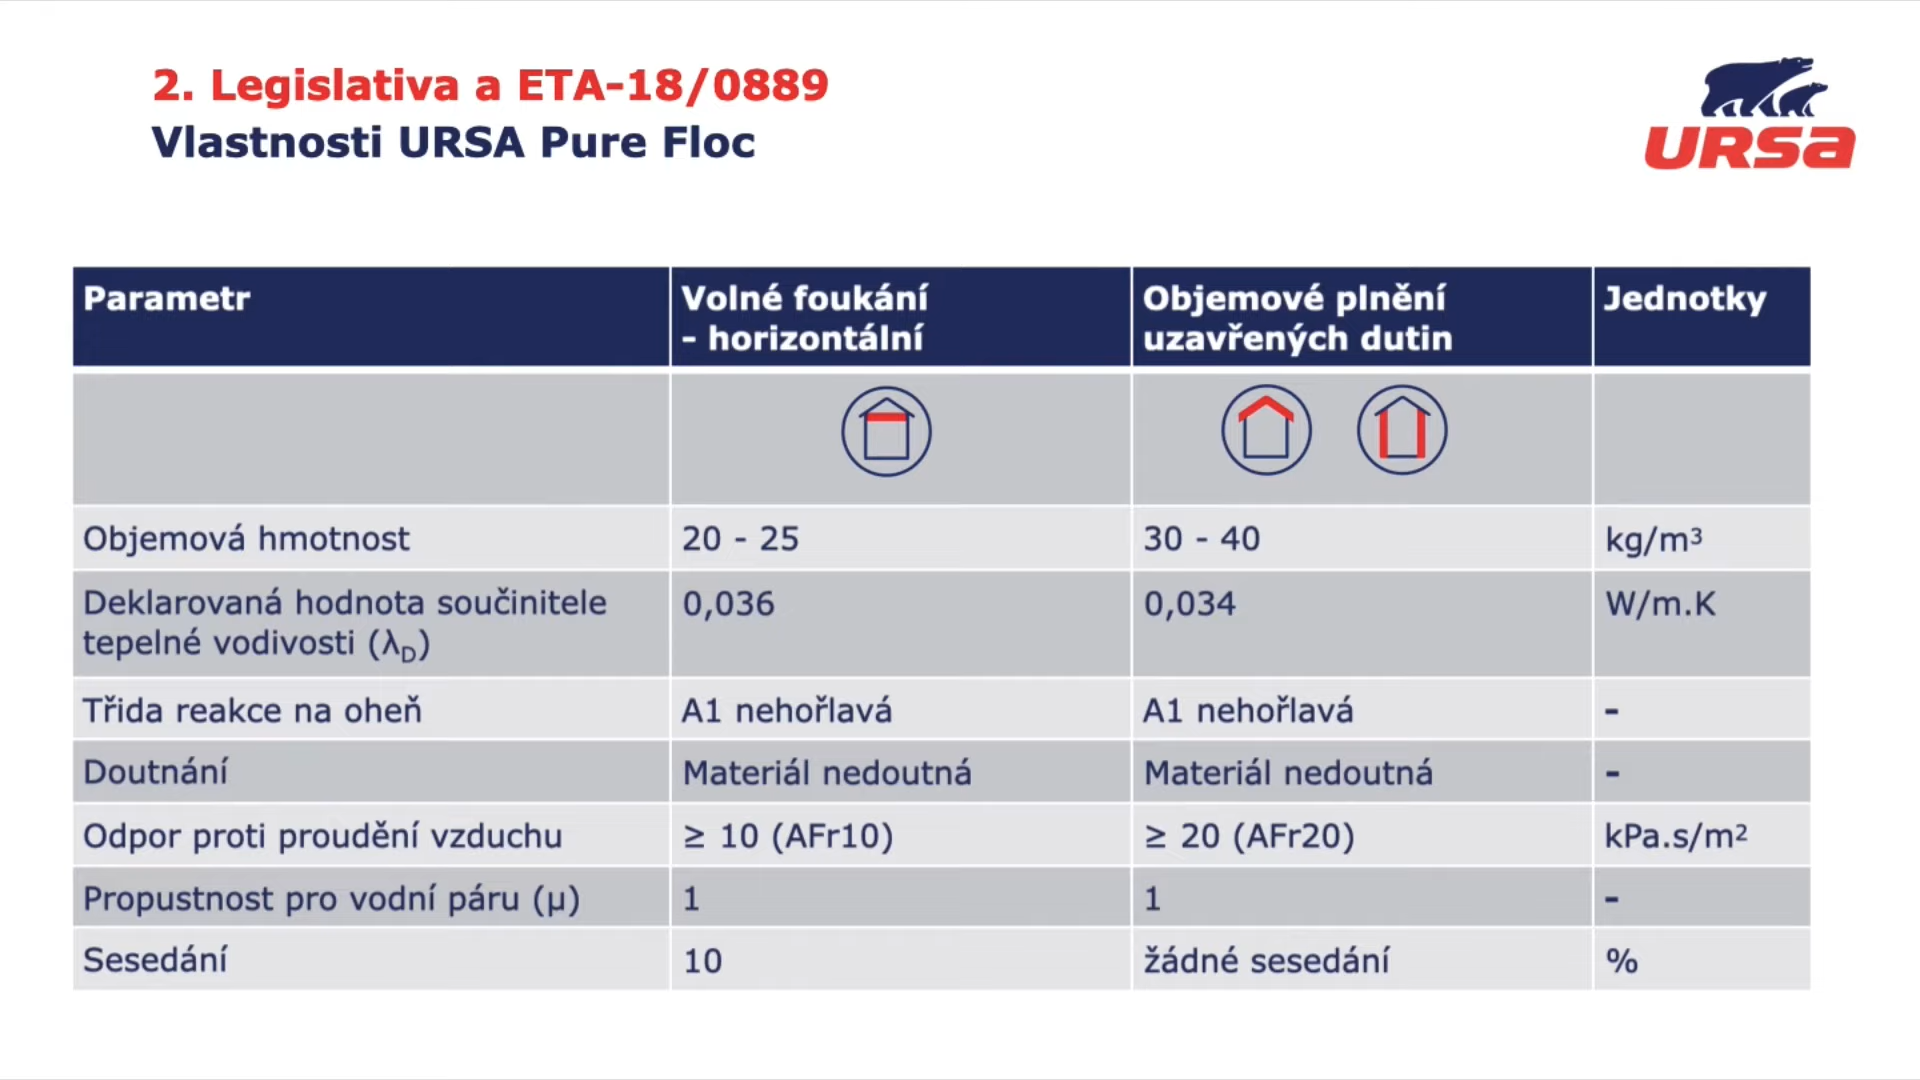 2. Legislativa a ETA-18/0889
Vlastnosti URSA Pure Floc
URSA
Parametr
Volné foukání
- horizontální
Objemové plnění
uzavřených dutin
Jednotky
Objemová hmotnost
20 - 25
30 - 40
kg/m³
Deklarovaná hodnota součinitele
tepelné vodivosti (λD)
0,036
0,034
W/m.K
Třida reakce na oheň
A1 nehořlavá
A1 nehořlavá
-
Doutnání
Materiál nedoutná
Materiál nedoutná
-
Odpor proti proudění vzduchu
≥ 10 (AFr10)
≥ 20 (AFr20)
kPa.s/m²
Propustnost pro vodní páru (μ)
1
1
-
Sesedání
10
žádné sesedání
%